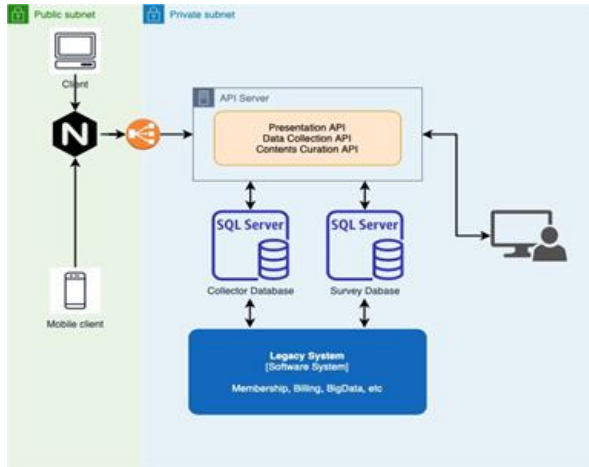 Public subnet
Private subnet
Client
N
API Server
Presentation API
Data Collection API
Contents Curation API
SQL Server
SQL Server
Collector Database
Survey Dabase
Mobile client
Legacy System
[Software System]
Membership, Billing, BigData, etc